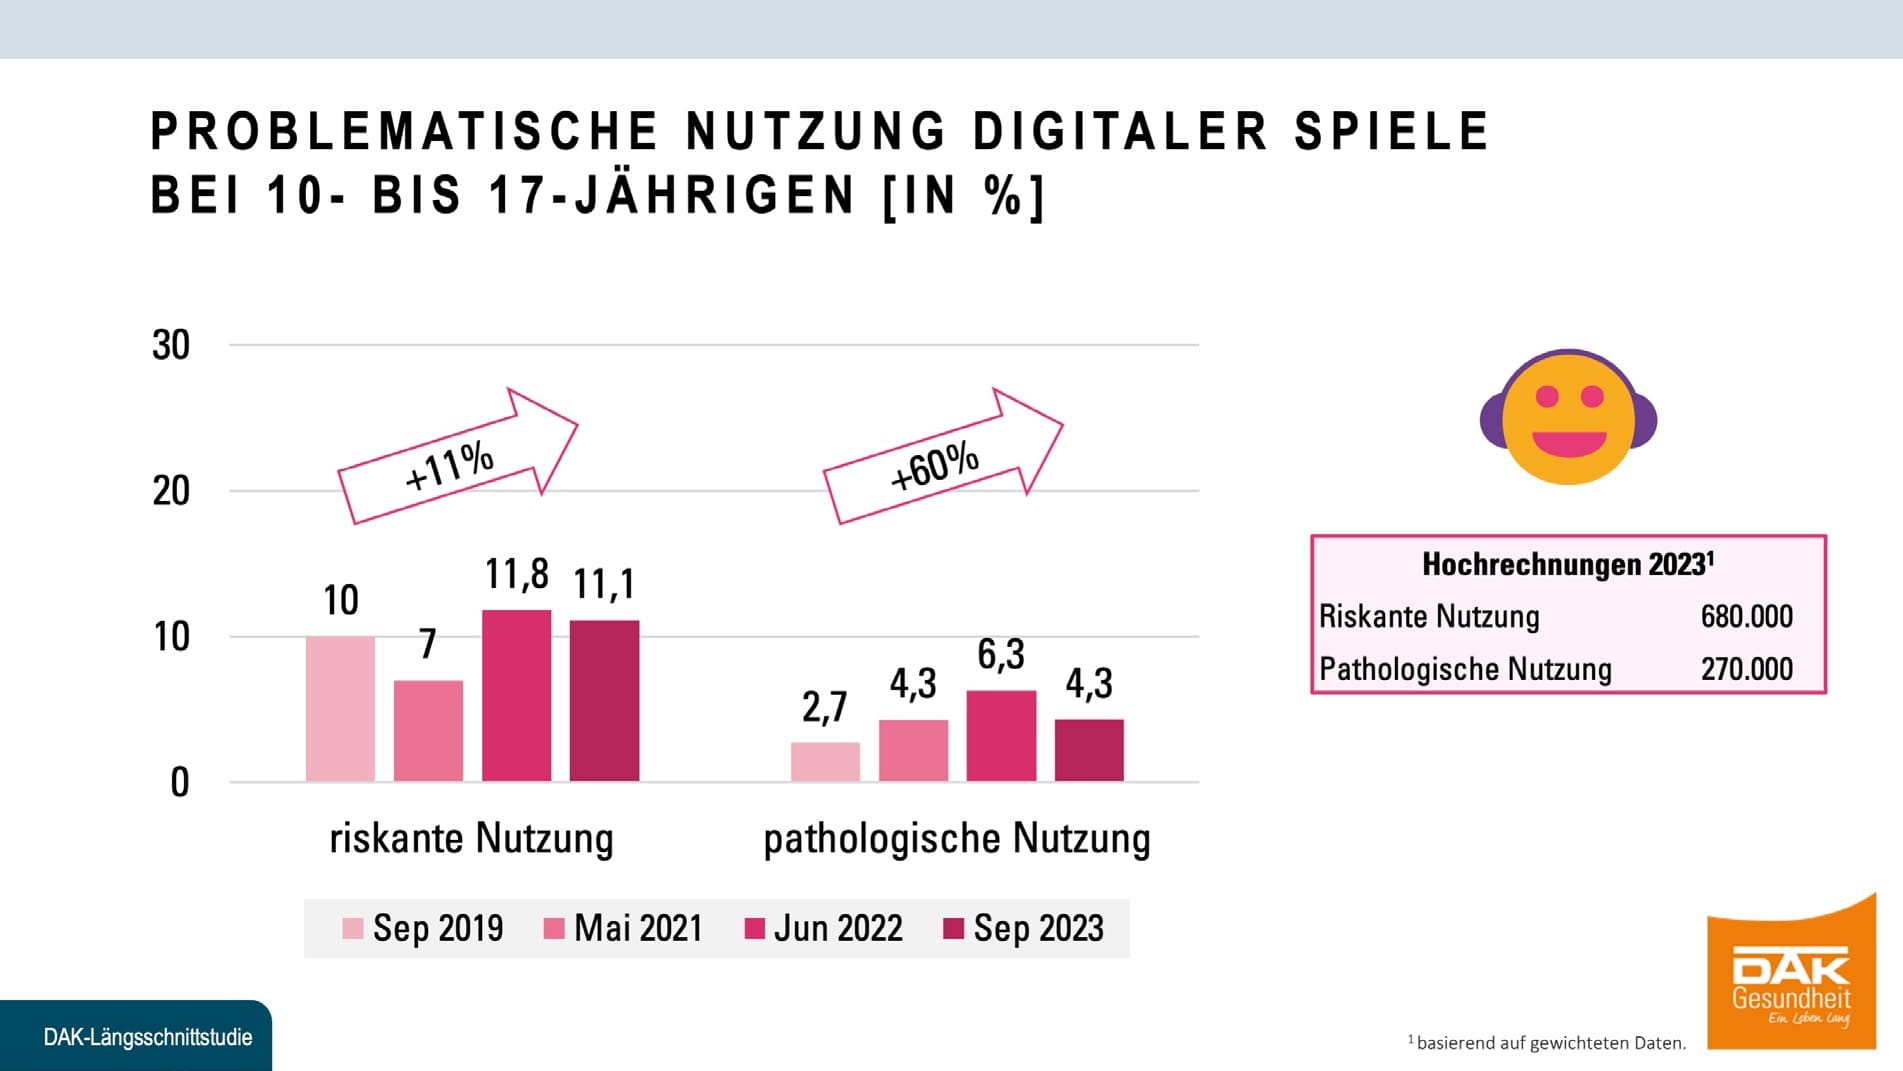 PROBLEMATISCHE NUTZUNG DIGITALER SPIELE
BEI 10- BIS 17-JÄHRIGEN [IN %]
30
20
10
0
+11%
+60%
10
7
11,8
11,1
2,7
4,3
6,3
4,3
riskante Nutzung
pathologische Nutzung
Sep 2019 Mai 2021 Jun 2022 Sep 2023
Hochrechnungen 2023¹
Riskante Nutzung 680.000
Pathologische Nutzung 270.000
DAK
Gesundheit
Ein Leben lang
DAK-Längsschnittstudie
¹ basierend auf gewichteten Daten.